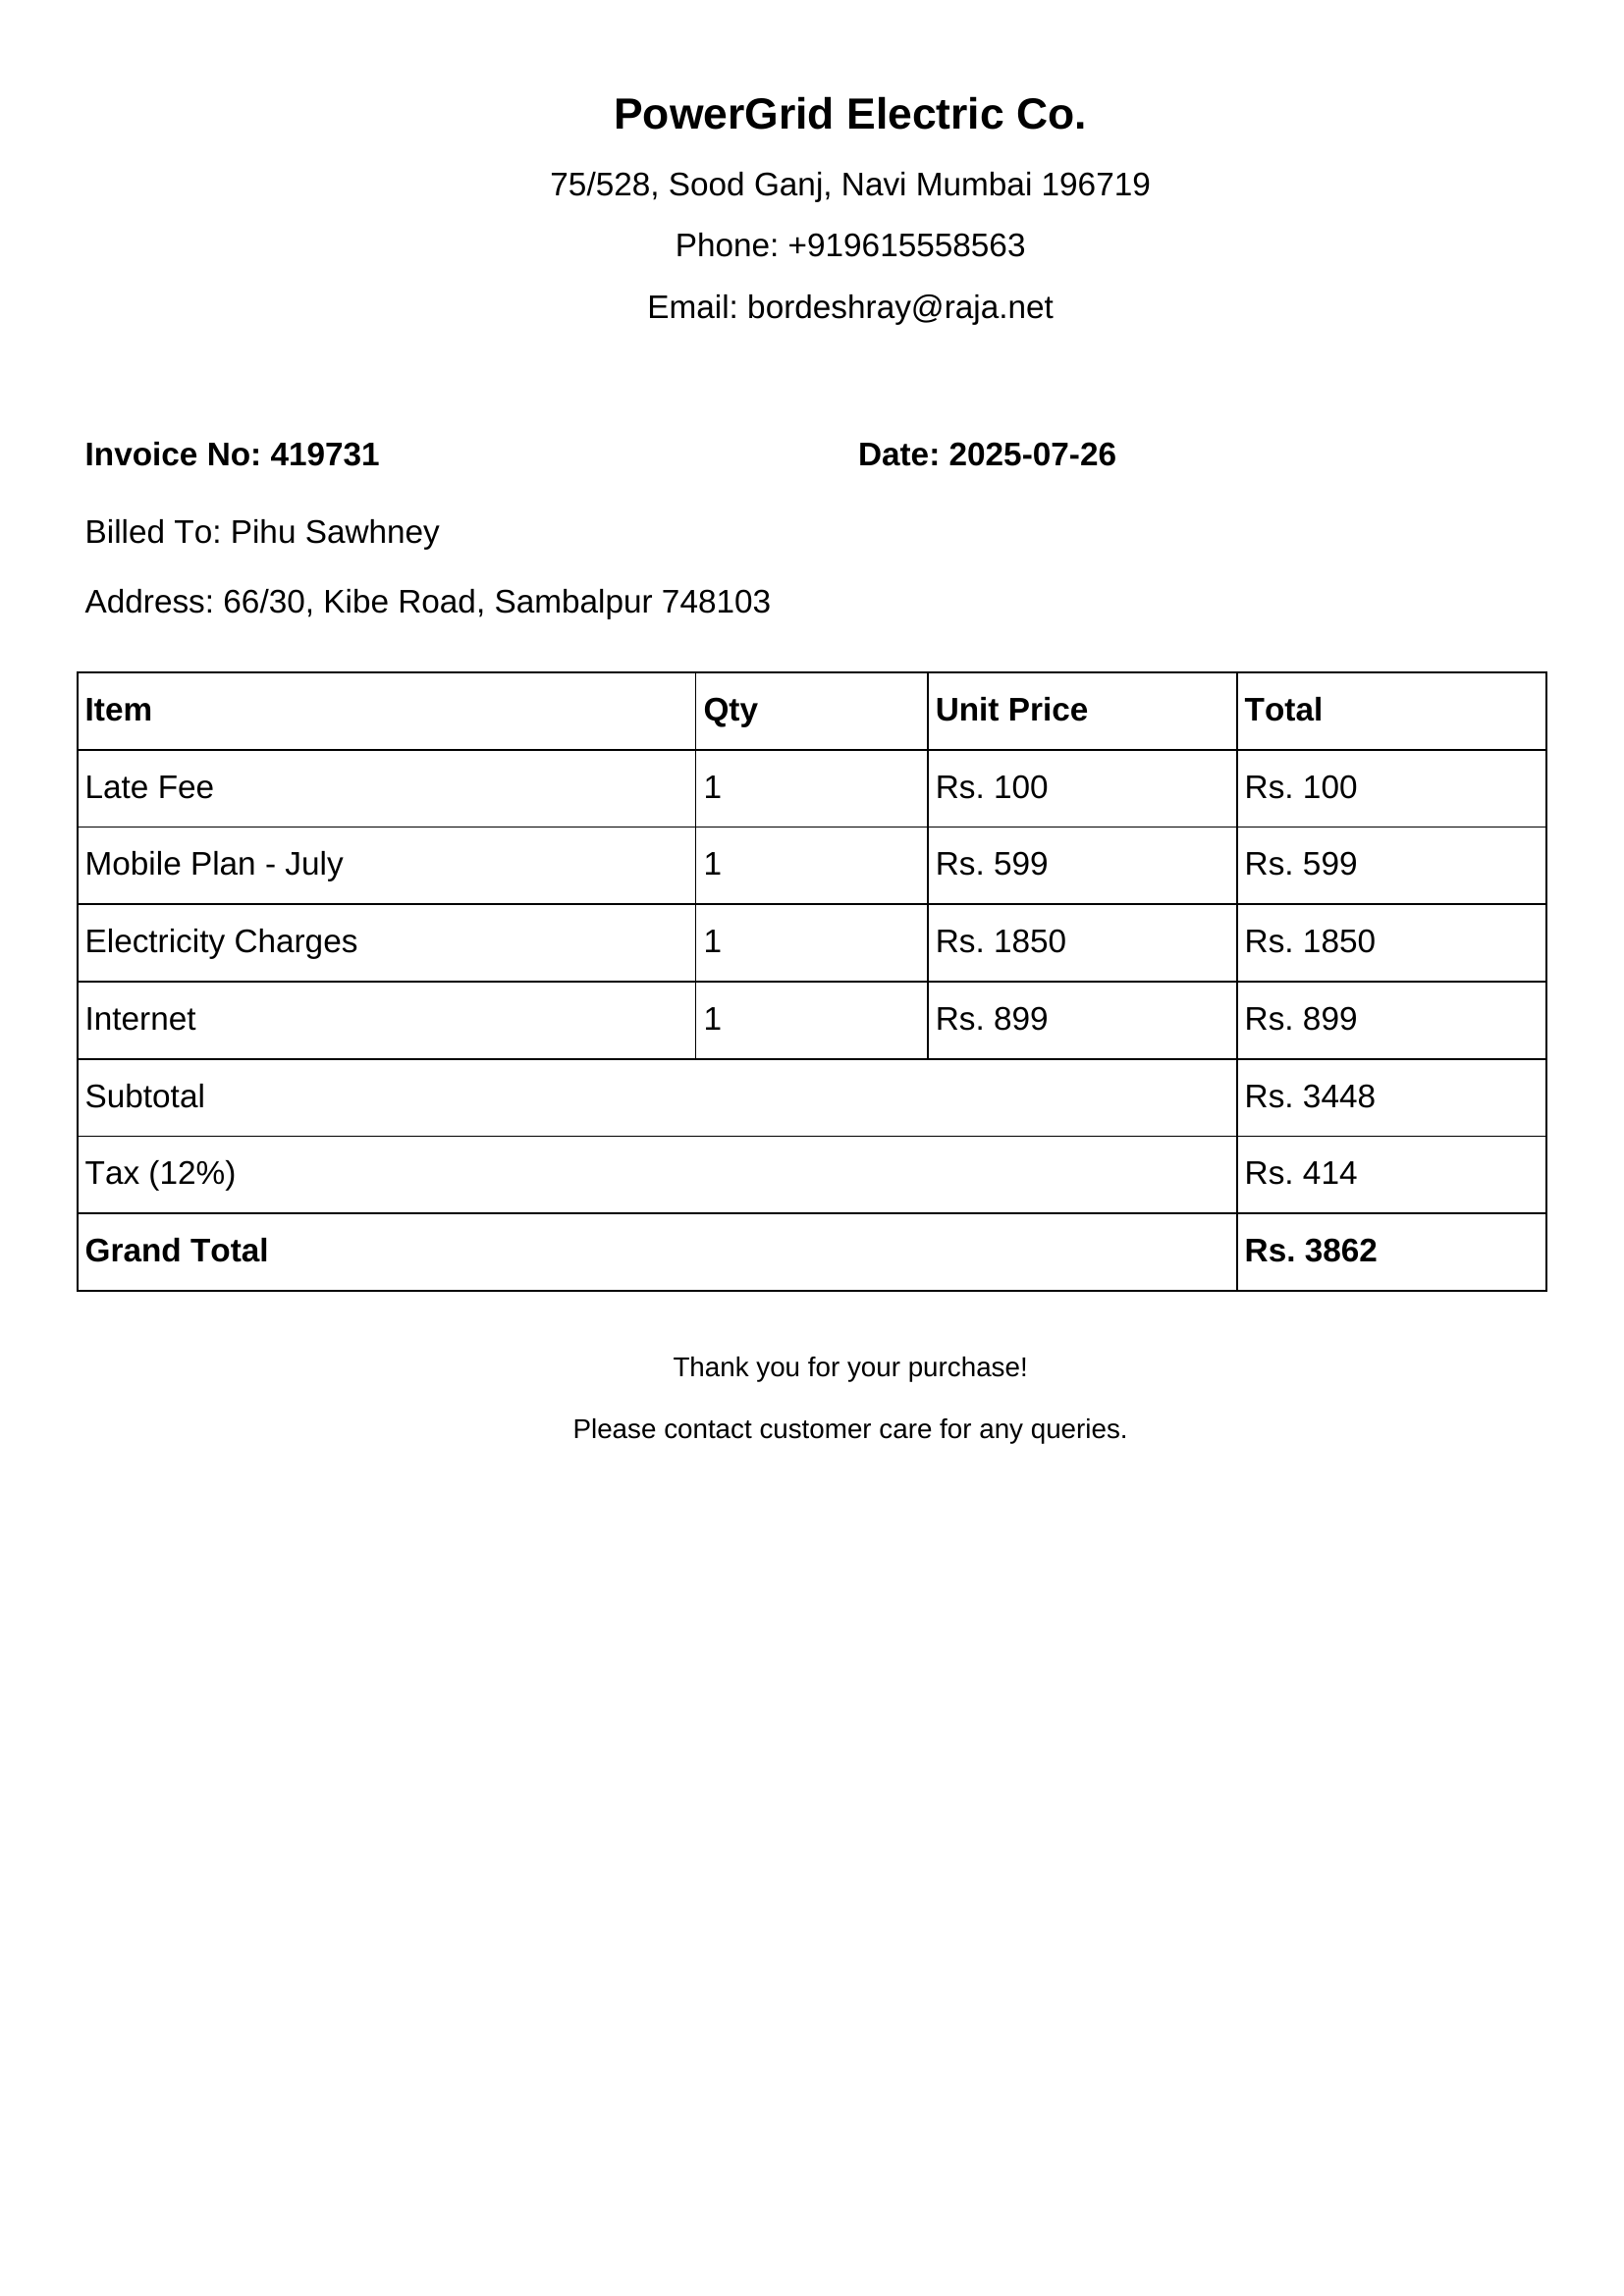 PowerGrid Electric Co.
75/528, Sood Ganj, Navi Mumbai 196719
Phone: +919615558563
Email: bordeshray@raja.net
Invoice No: 419731 Date: 2025-07-26
Billed To: Pihu Sawhney
Address: 66/30, Kibe Road, Sambalpur 748103
Item Qty Unit Price Total
Late Fee 1 Rs. 100 Rs. 100
Mobile Plan - July 1 Rs. 599 Rs. 599
Electricity Charges 1 Rs. 1850 Rs. 1850
Internet 1 Rs. 899 Rs. 899
Subtotal Rs. 3448
Tax (12%) Rs. 414
Grand Total Rs. 3862
Thank you for your purchase!
Please contact customer care for any queries.